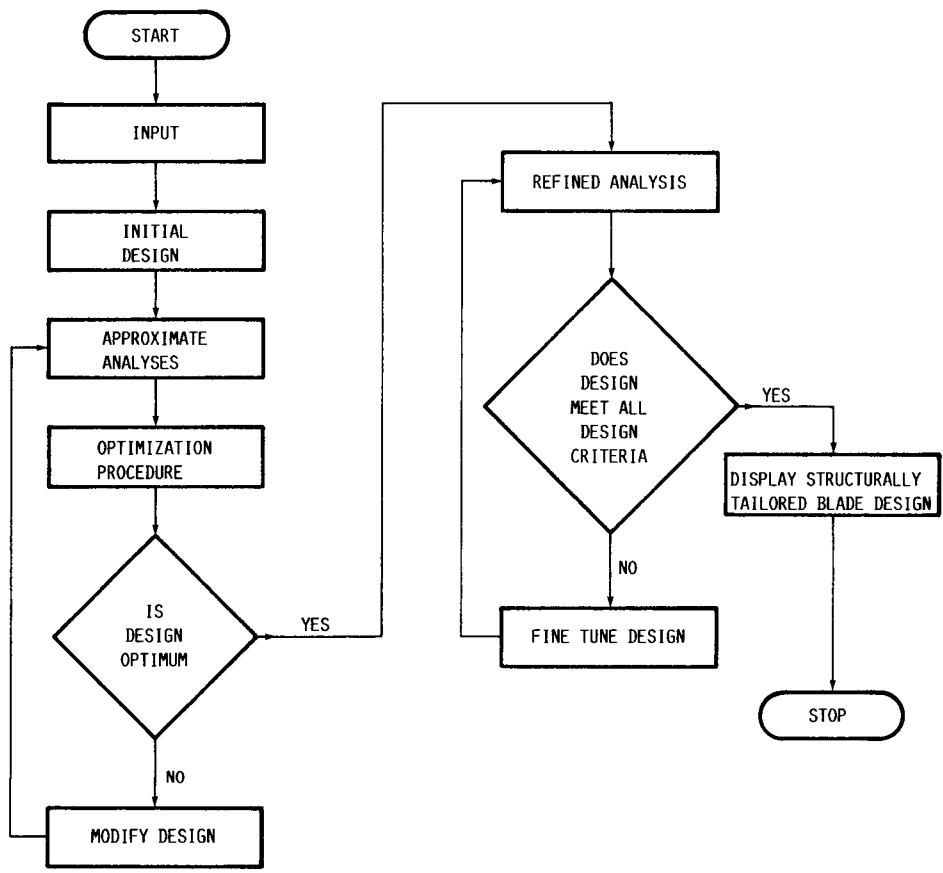 START
INPUT
INITIAL
DESIGN
APPROXIMATE
ANALYSES
OPTIMIZATION
PROCEDURE
IS
DESIGN
OPTIMUM
YES
NO
MODIFY DESIGN
REFINED ANALYSIS
DOES
DESIGN
MEET ALL
DESIGN
CRITERIA
YES
NO
FINE TUNE DESIGN
DISPLAY STRUCTURALLY
TAILORED BLADE DESIGN
STOP